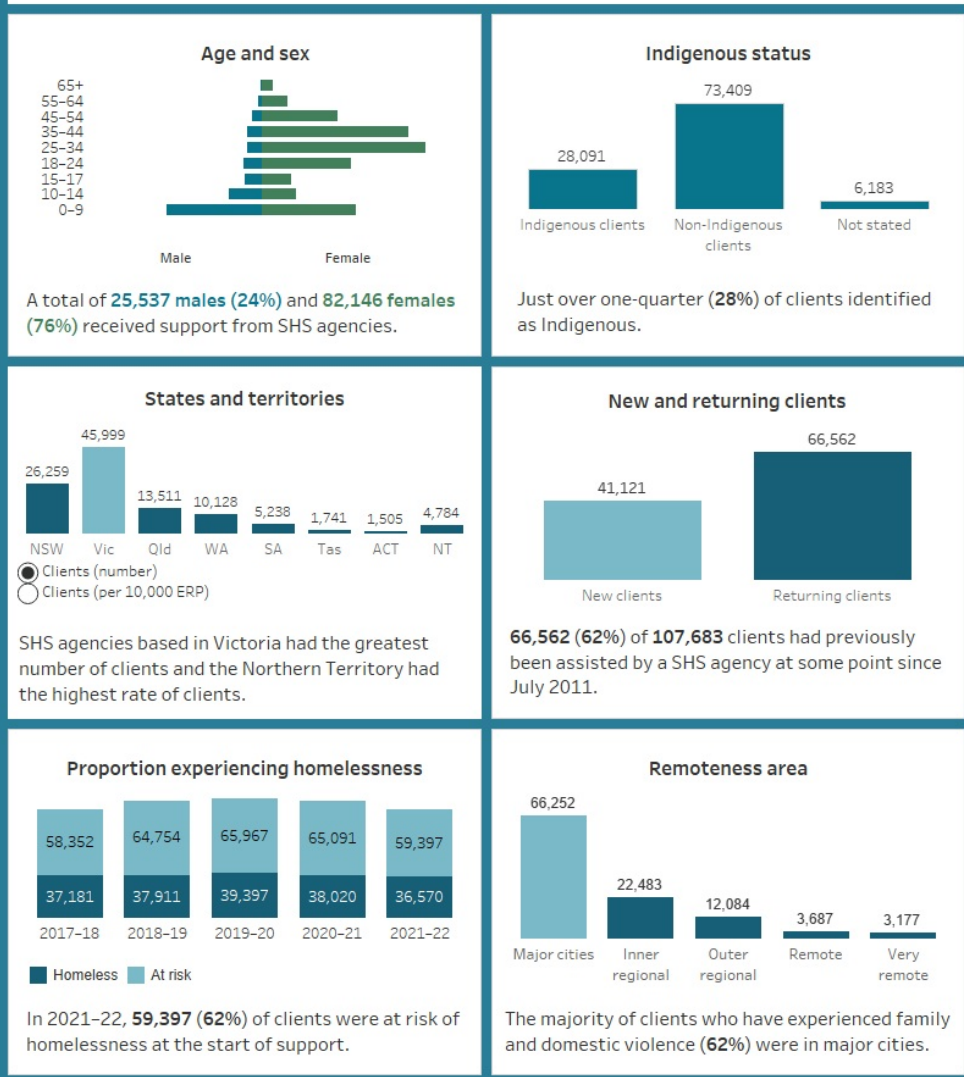 Age and sex
65+
55–64
45–54
35–44
25–34
18–24
15–17
10–14
0–9
Male Female
A total of 25,537 males (24%) and 82,146 females
(76%) received support from SHS agencies.
Indigenous status
73,409
28,091
6,183
Indigenous clients Non-Indigenous Not stated
clients
Just over one-quarter (28%) of clients identified
as Indigenous.
States and territories
45,999
26,259
13,511 10,128 5,238 1,741 1,505 4,784
NSW Vic Qld WA SA Tas ACT NT
Clients (number)
Clients (per 10,000 ERP)
SHS agencies based in Victoria had the greatest
number of clients and the Northern Territory had
the highest rate of clients.
New and returning clients
66,562
41,121
New clients Returning clients
66,562 (62%) of 107,683 clients had previously
been assisted by a SHS agency at some point since
July 2011.
Proportion experiencing homelessness
58,352 64,754 65,967 65,091 59,397
37,181 37,911 39,397 38,020 36,570
2017–18 2018–19 2019–20 2020–21 2021–22
Homeless At risk
In 2021–22, 59,397 (62%) of clients were at risk of
homelessness at the start of support.
Remoteness area
66,252
22,483
12,084
3,687 3,177
Major cities Inner Outer Remote Very
regional regional remote
The majority of clients who have experienced family
and domestic violence (62%) were in major cities.